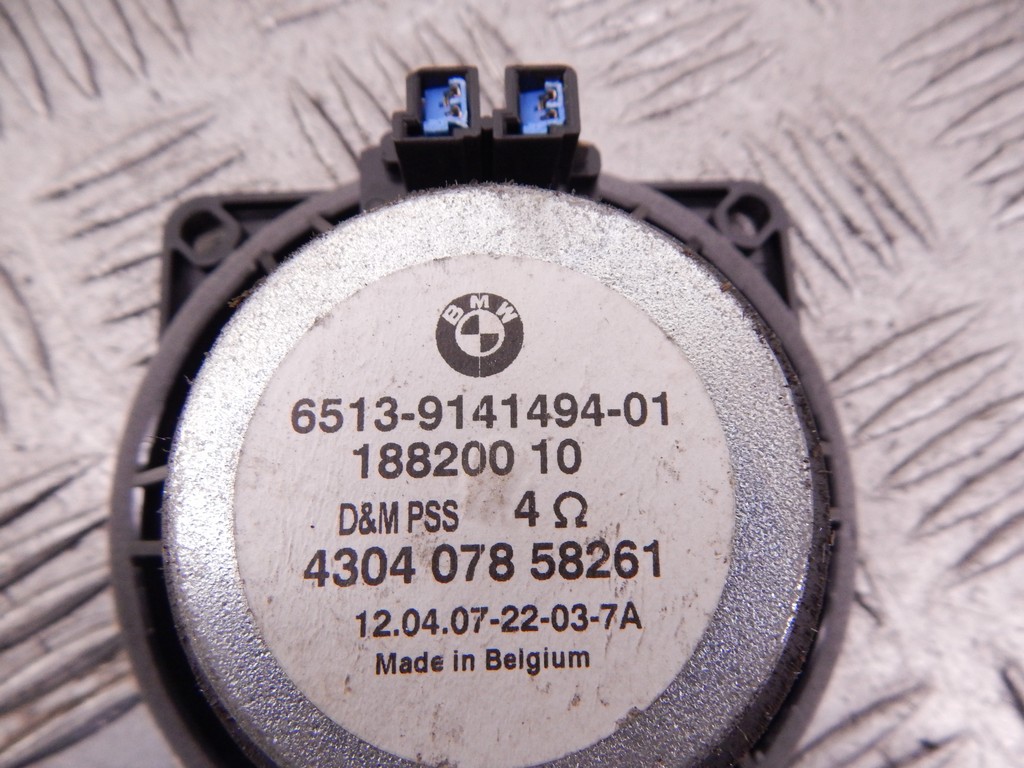 BMW
6513-9141494-01
188200 10
D&M PSS 4 Ω
4304 078 58261
12.04.07-22-03-7A
Made in Belgium